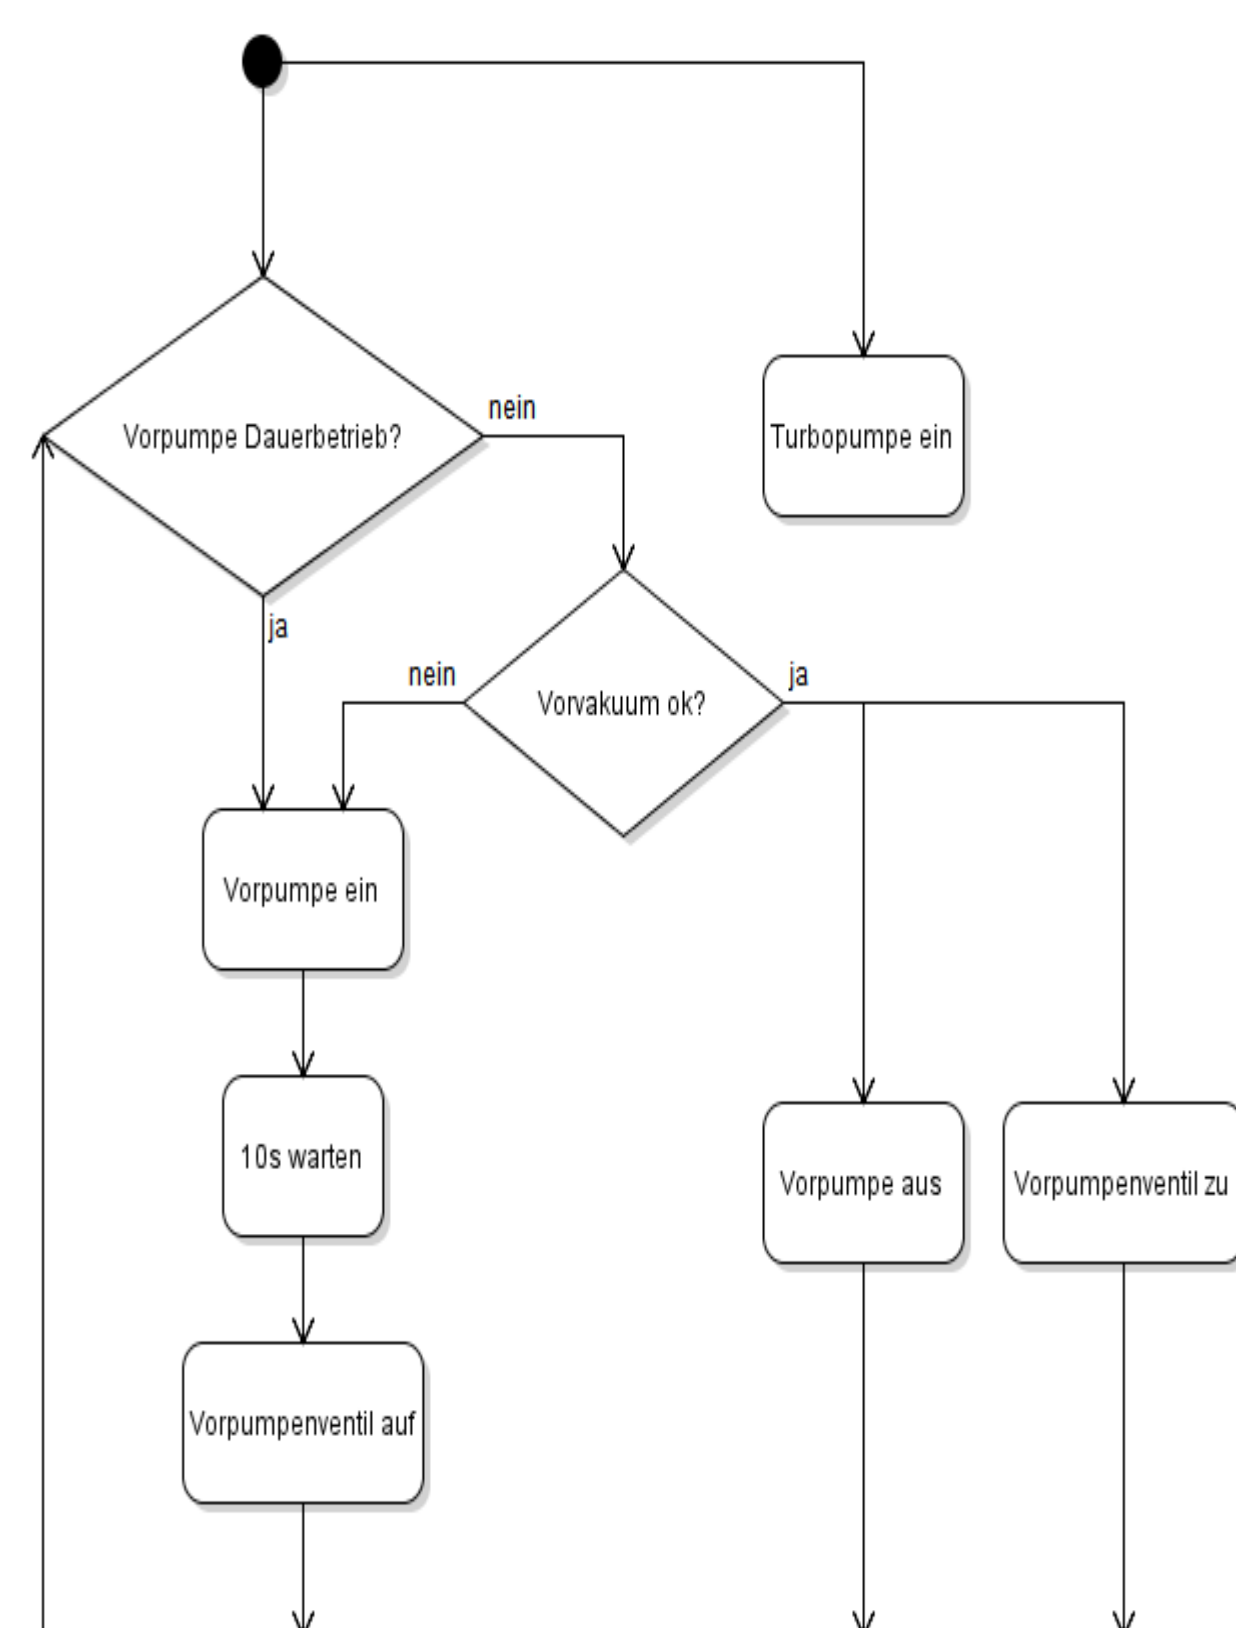 nein
Vorpumpe Dauerbetrieb?
Turbopumpe ein
ja
nein
Vorvakuum ok?
ja
Vorpumpe ein
10s warten
Vorpumpe aus
Vorpumpenventil zu
Vorpumpenventil auf